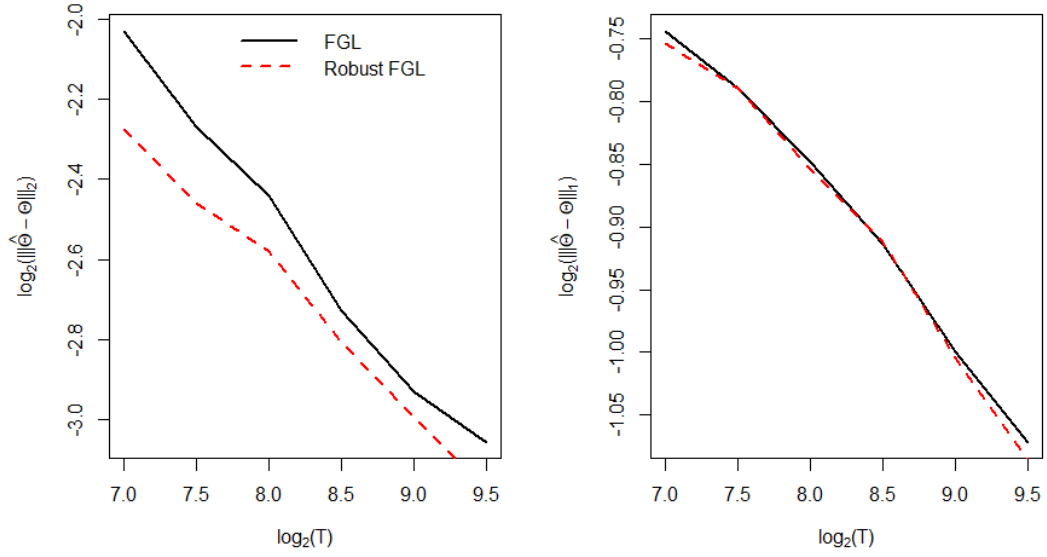 FGL
Robust FGL
-2.0
-2.2
-2.4
-2.6
-2.8
-3.0
log₂(|||Θ̂ − Θ|||₂)
7.0 7.5 8.0 8.5 9.0 9.5
log₂(T)
-0.75
-0.80
-0.85
-0.90
-0.95
-1.00
-1.05
log₂(|||Θ̂ − Θ|||₁)
7.0 7.5 8.0 8.5 9.0 9.5
log₂(T)